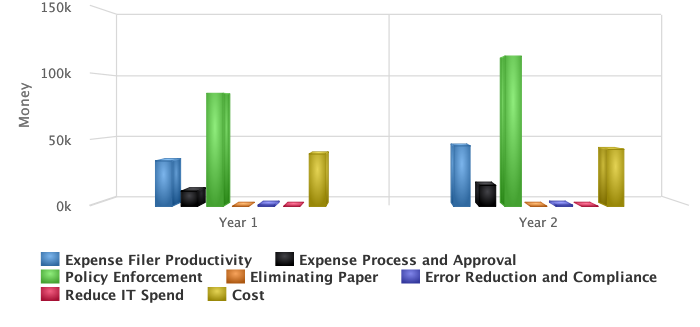 150k
100k
50k
0k
Money
Year 1
Year 2
Expense Filer Productivity
Expense Process and Approval
Policy Enforcement
Eliminating Paper
Error Reduction and Compliance
Reduce IT Spend
Cost